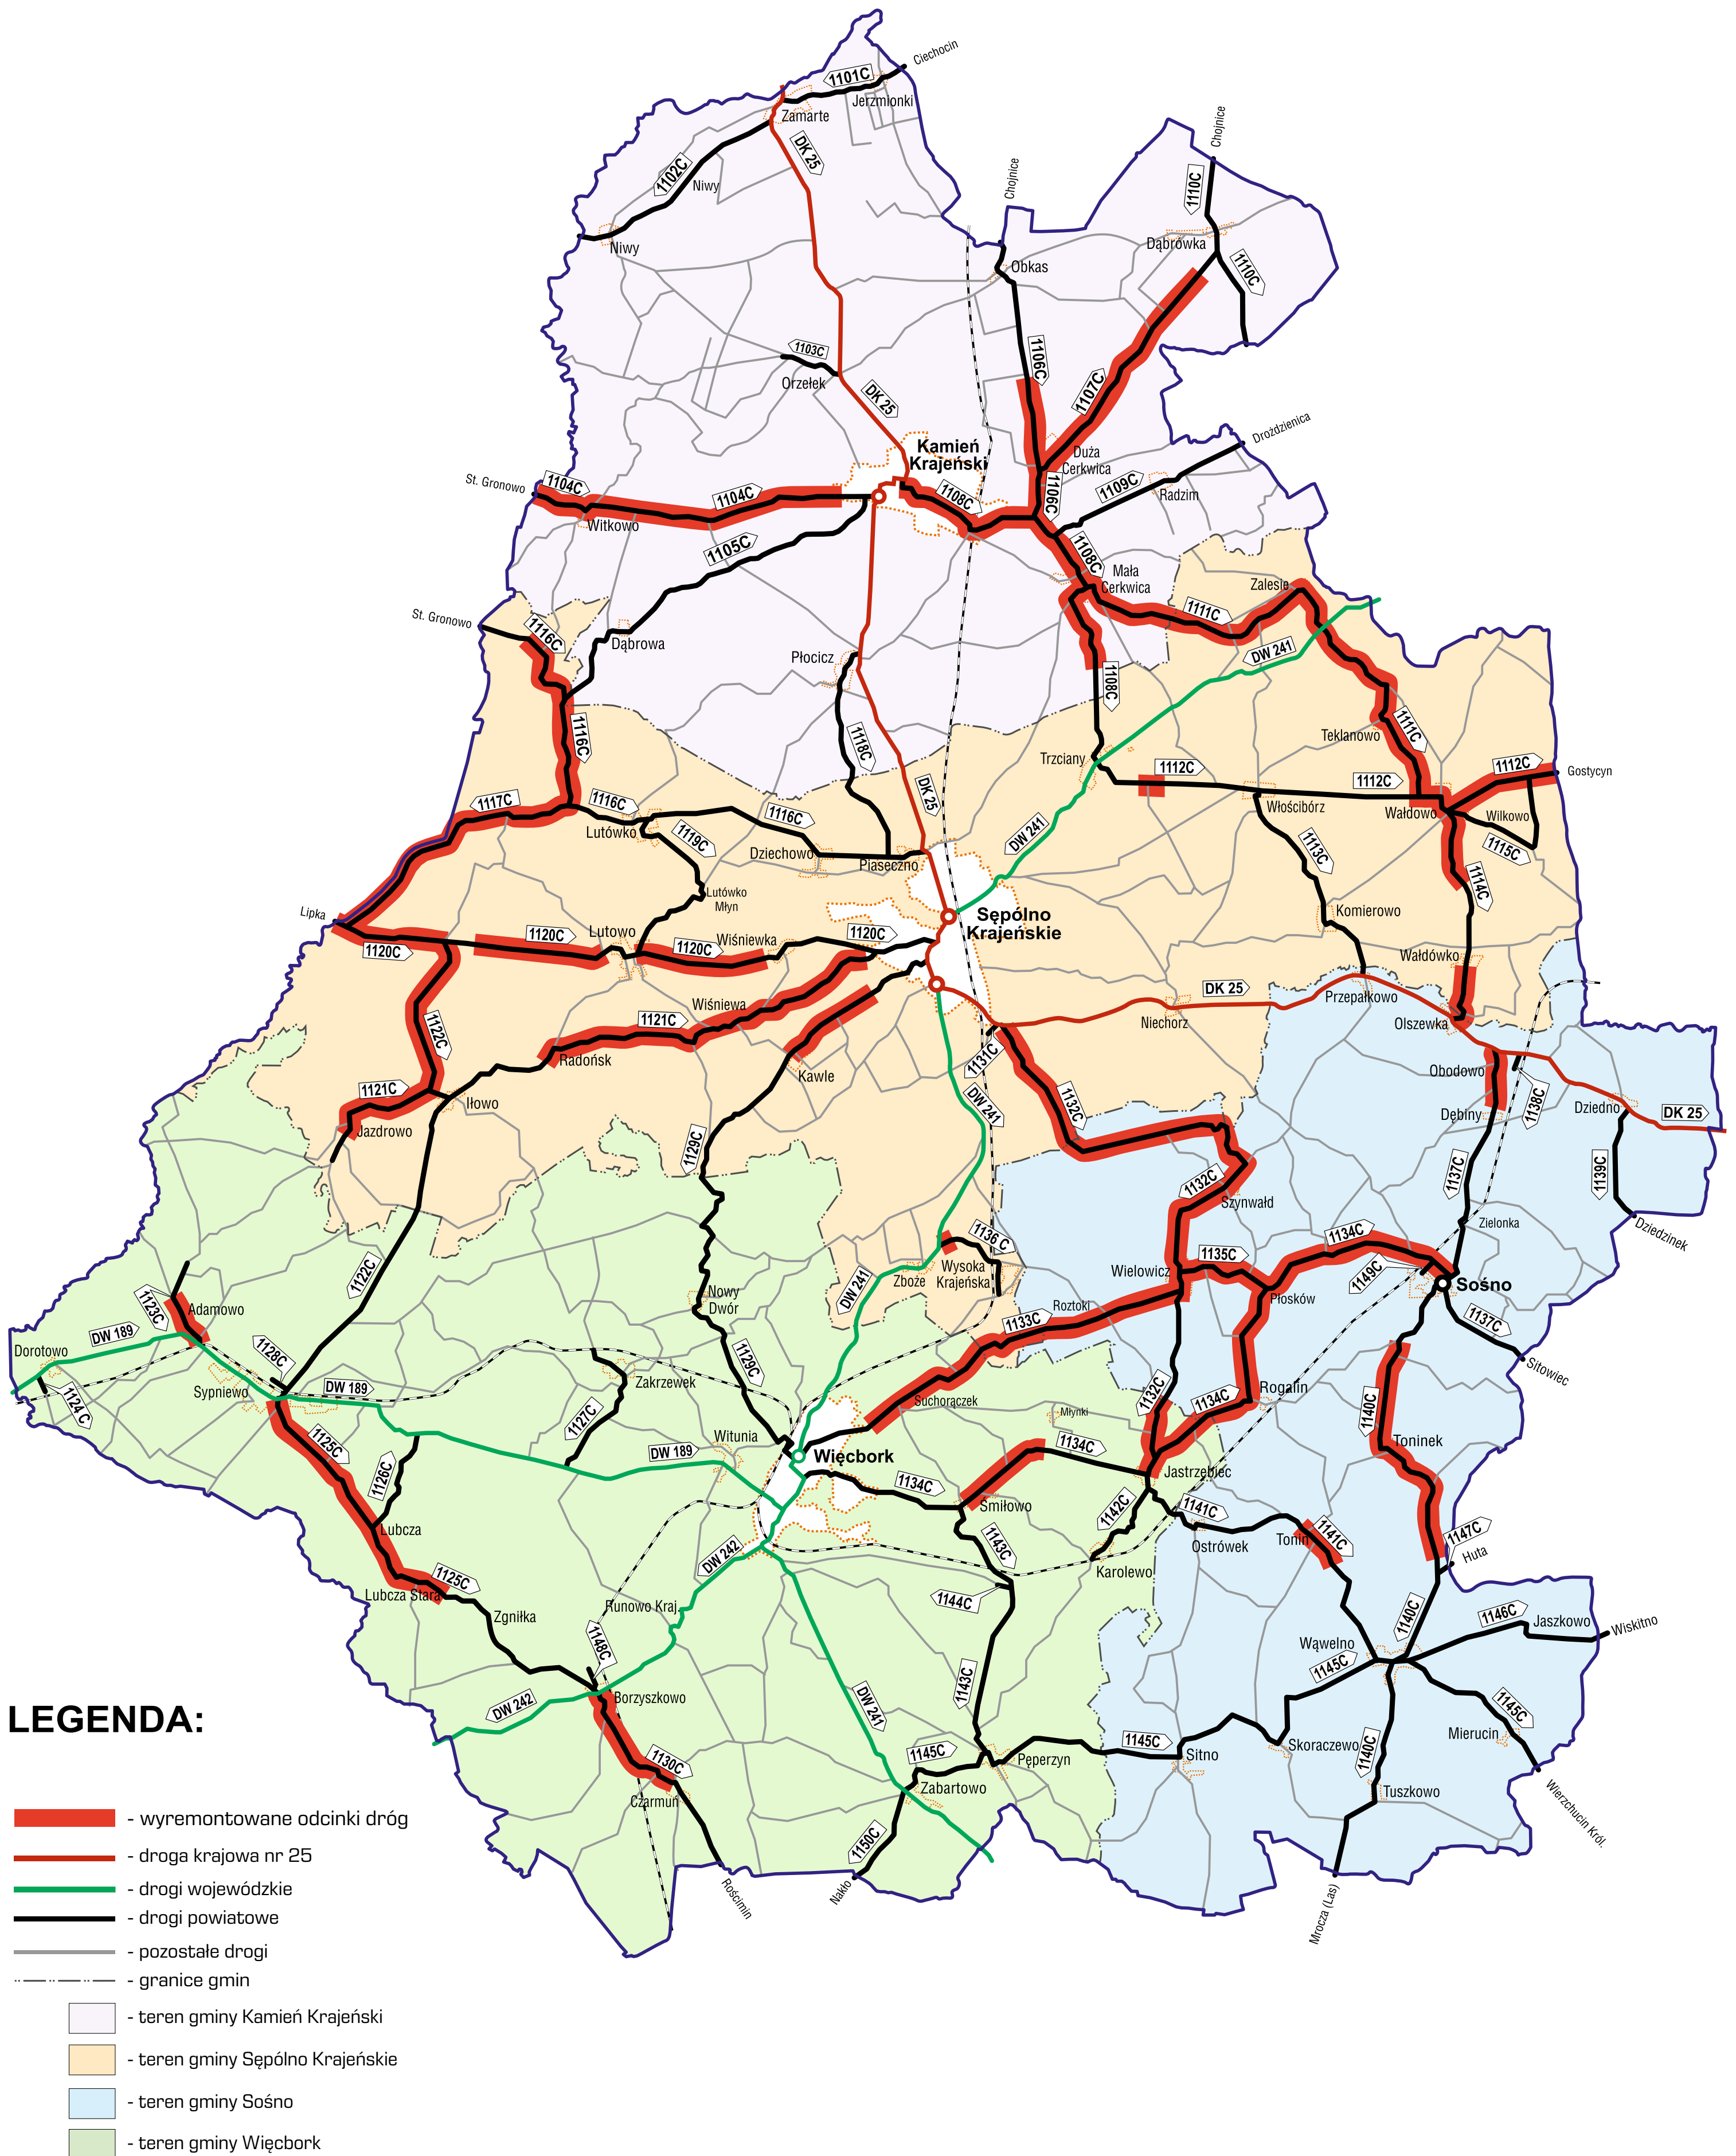 Ciechocin
1101C
Jerzmionki
Zamarte
DK 25
Chojnice
1102C
Niwy
Chojnice
1110C
Niwy
Dąbrówka
Obkas
1110C
1103C
1106C
Orzełek
DK 25
1107C
Drożdzienica
Kamień
Krajeński
Duża
Cerkwica
St. Gronowo
1104C
1104C
1108C
1106C
1109C
Radzim
Witkowo
1105C
1108C
Mała
Cerkwica
Zalesie
St. Gronowo
1116C
1111C
Dąbrowa
Płocicz
DW 241
1108C
1116C
1118C
1111C
Teklanowo
Trzciany
1112C
1112C
1112C
Gostycyn
DK 25
1117C
1116C
Włościbórz
Wałdowo
Wilkowo
Lutówko
1119C
1116C
DW 241
Dziechowo
Piaseczno
1113C
1115C
1114C
Lutówko
Młyn
Komierowo
Lipka
Sępólno
Krajeńskie
1120C
1120C
Lutowo
1120C
Wiśniewka
1120C
Wałdówko
Przepałkowo
DK 25
Wiśniewa
1121C
Niechorz
Olszewka
1122C
Radońsk
1131C
Kawle
Obodowo
1138C
1121C
Iłowo
DW 241
1132C
Dębiny
Dziedno
DK 25
Jazdrowo
1129C
1137C
1139C
1132C
Szynwałd
Zielonka
Dziedzinek
1136 C
1134C
1122C
Zboże
Wysoka
Krajeńska
Wielowicz
1135C
1149C
Sośno
1123C
Adamowo
Nowy
Dwór
DW 241
Roztoki
Piosków
1133C
1137C
DW 189
Dorotowo
1128C
1129C
Sitowiec
Sypniewo
DW 189
Zakrzewek
1124 C
Suchorączek
1132C
1134C
Rogalin
1127C
Młynki
1140C
1125C
Witunia
DW 189
Więcbork
1134C
Toninek
1126C
1134C
Jastrzębiec
Śmiłowo
1142C
1141C
Lubcza
1143C
Ostrówek
Tonin
1141C
1147C
Huta
DW 242
Karolewo
1125C
Lubcza Stara
1144C
Zgniłka
Runowo Kraj.
1140C
1146C
Jaszkowo
Wiskitno
1148C
Wąwelno
1145C
1143C
Borzyszkowo
DW 242
DW 241
1145C
Mierucin
1145C
1145C
Skoraczewo
1140C
Sitno
Pęperzyn
1130C
Zabartowo
Tuszkowo
Czarmuń
Wierzchucin Król.
1150C
Nakło
Rościmin
Mrocza (Las)
LEGENDA:
- wyremontowane odcinki dróg
- droga krajowa nr 25
- drogi wojewódzkie
- drogi powiatowe
- pozostałe drogi
- granice gmin
- teren gminy Kamień Krajeński
- teren gminy Sępólno Krajeńskie
- teren gminy Sośno
- teren gminy Więcbork